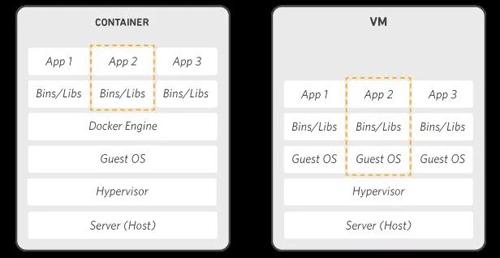 CONTAINER
App 1 App 2 App 3
Bins/Libs Bins/Libs Bins/Libs
Docker Engine
Guest OS
Hypervisor
Server (Host)
VM
App 1 App 2 App 3
Bins/Libs Bins/Libs Bins/Libs
Guest OS Guest OS Guest OS
Hypervisor
Server (Host)